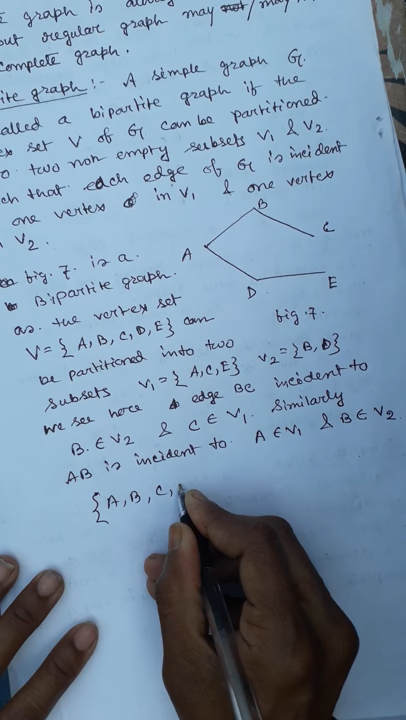 graph is
but regular graph may not / may
complete graph.
ite graph :- A simple graph G.
called a bipartite graph if the
ex set V of G can be partitioned.
o two non empty subsets V1 & V2.
ch that each edge of G is incident
one vertex in V1 & one vertex
V2.
fig. 7. is a
Bipartite graph.
as. the vertex set
V = { A, B, C, D, E} can
be partitioned into two
subsets V1 = {A, C, E} V2 = {B, D}
we see here edge BC incident to
B. ∈ V2 & C ∈ V1. Similarly
AB is incident to. A ∈ V1 & B ∈ V2.
{ A, B, C,
A
B
C
D
E
fig. 7.